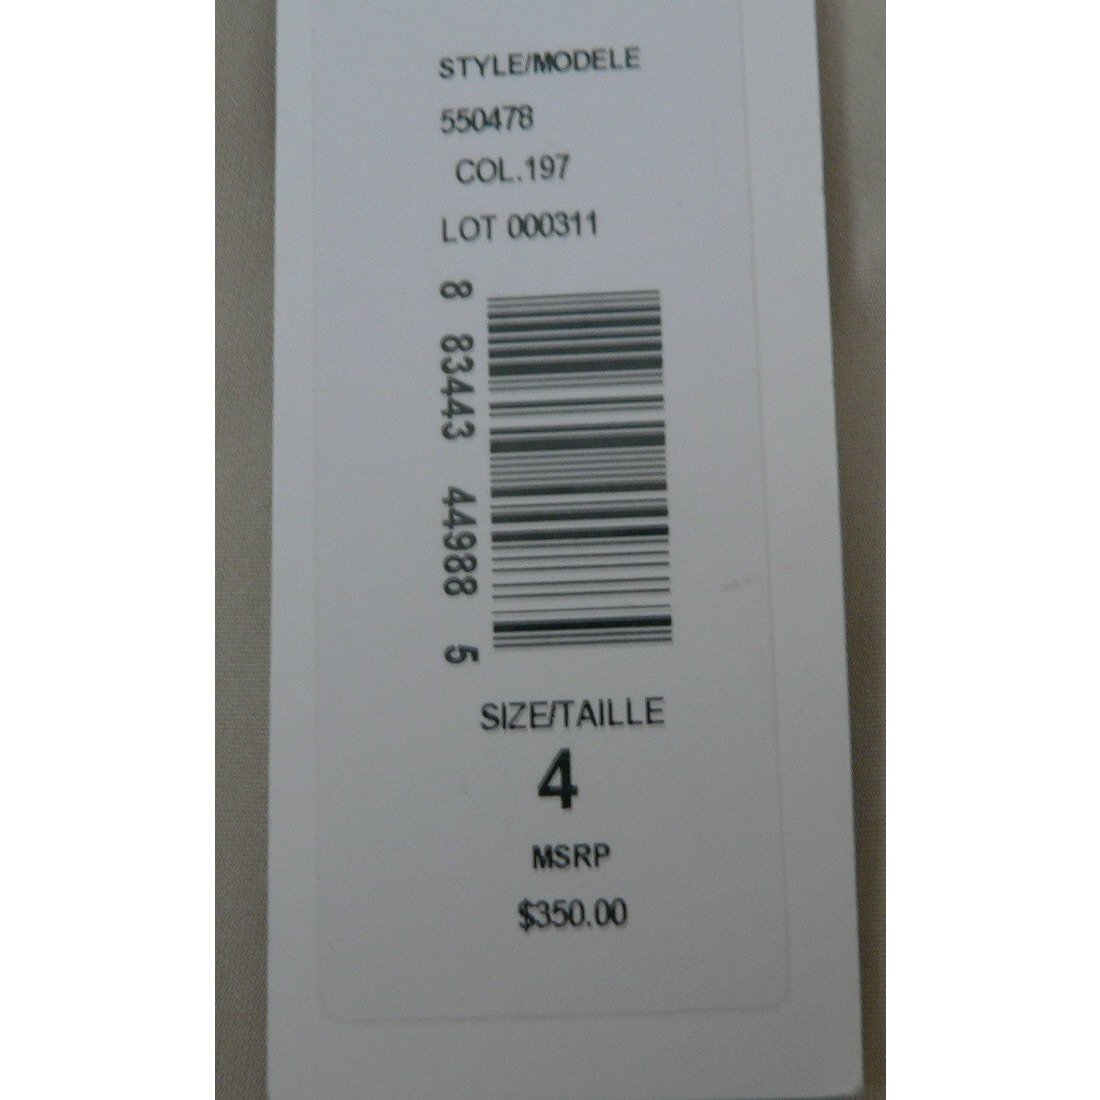 STYLE/MODELE
550478
COL.197
LOT 000311
8 83443 44988 5
SIZE/TAILLE
4
MSRP
$350.00